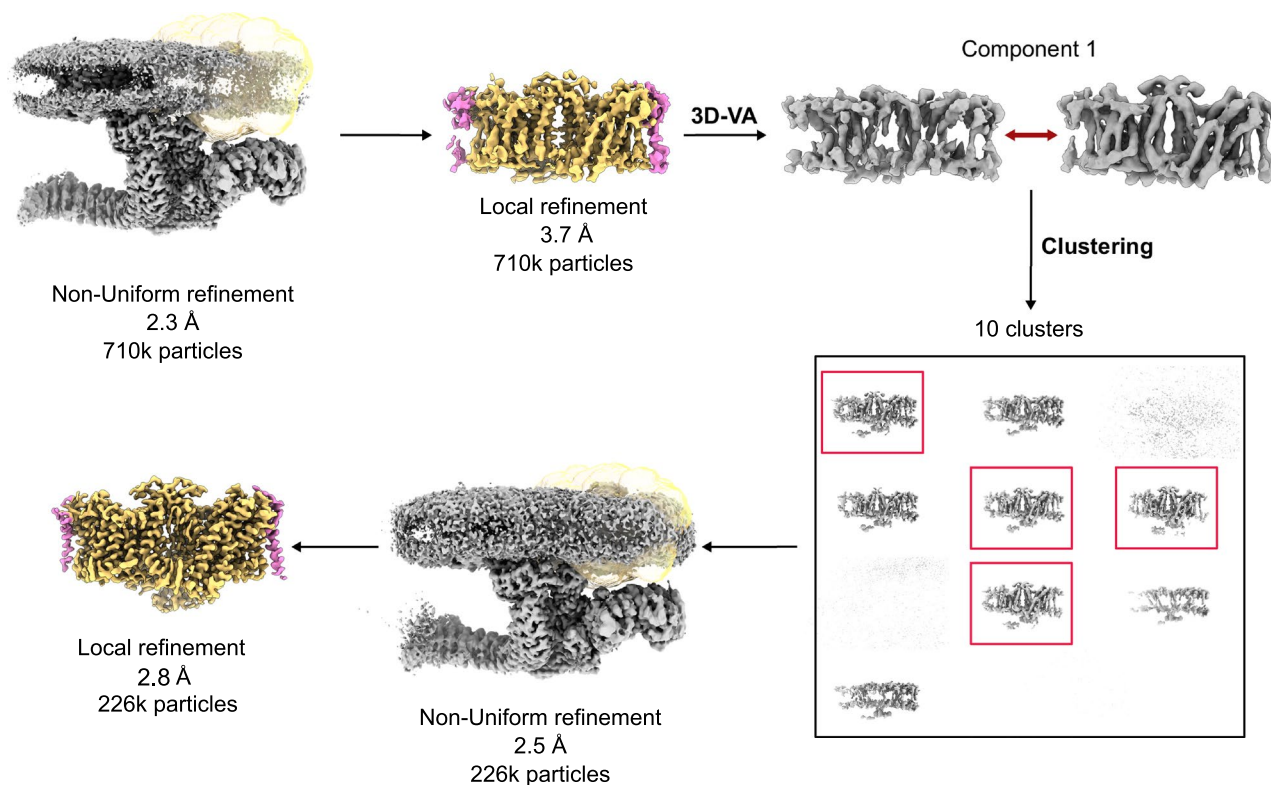 Non-Uniform refinement
2.3 Å
710k particles
Local refinement
3.7 Å
710k particles
3D-VA
Component 1
Clustering
10 clusters
Non-Uniform refinement
2.5 Å
226k particles
Local refinement
2.8 Å
226k particles